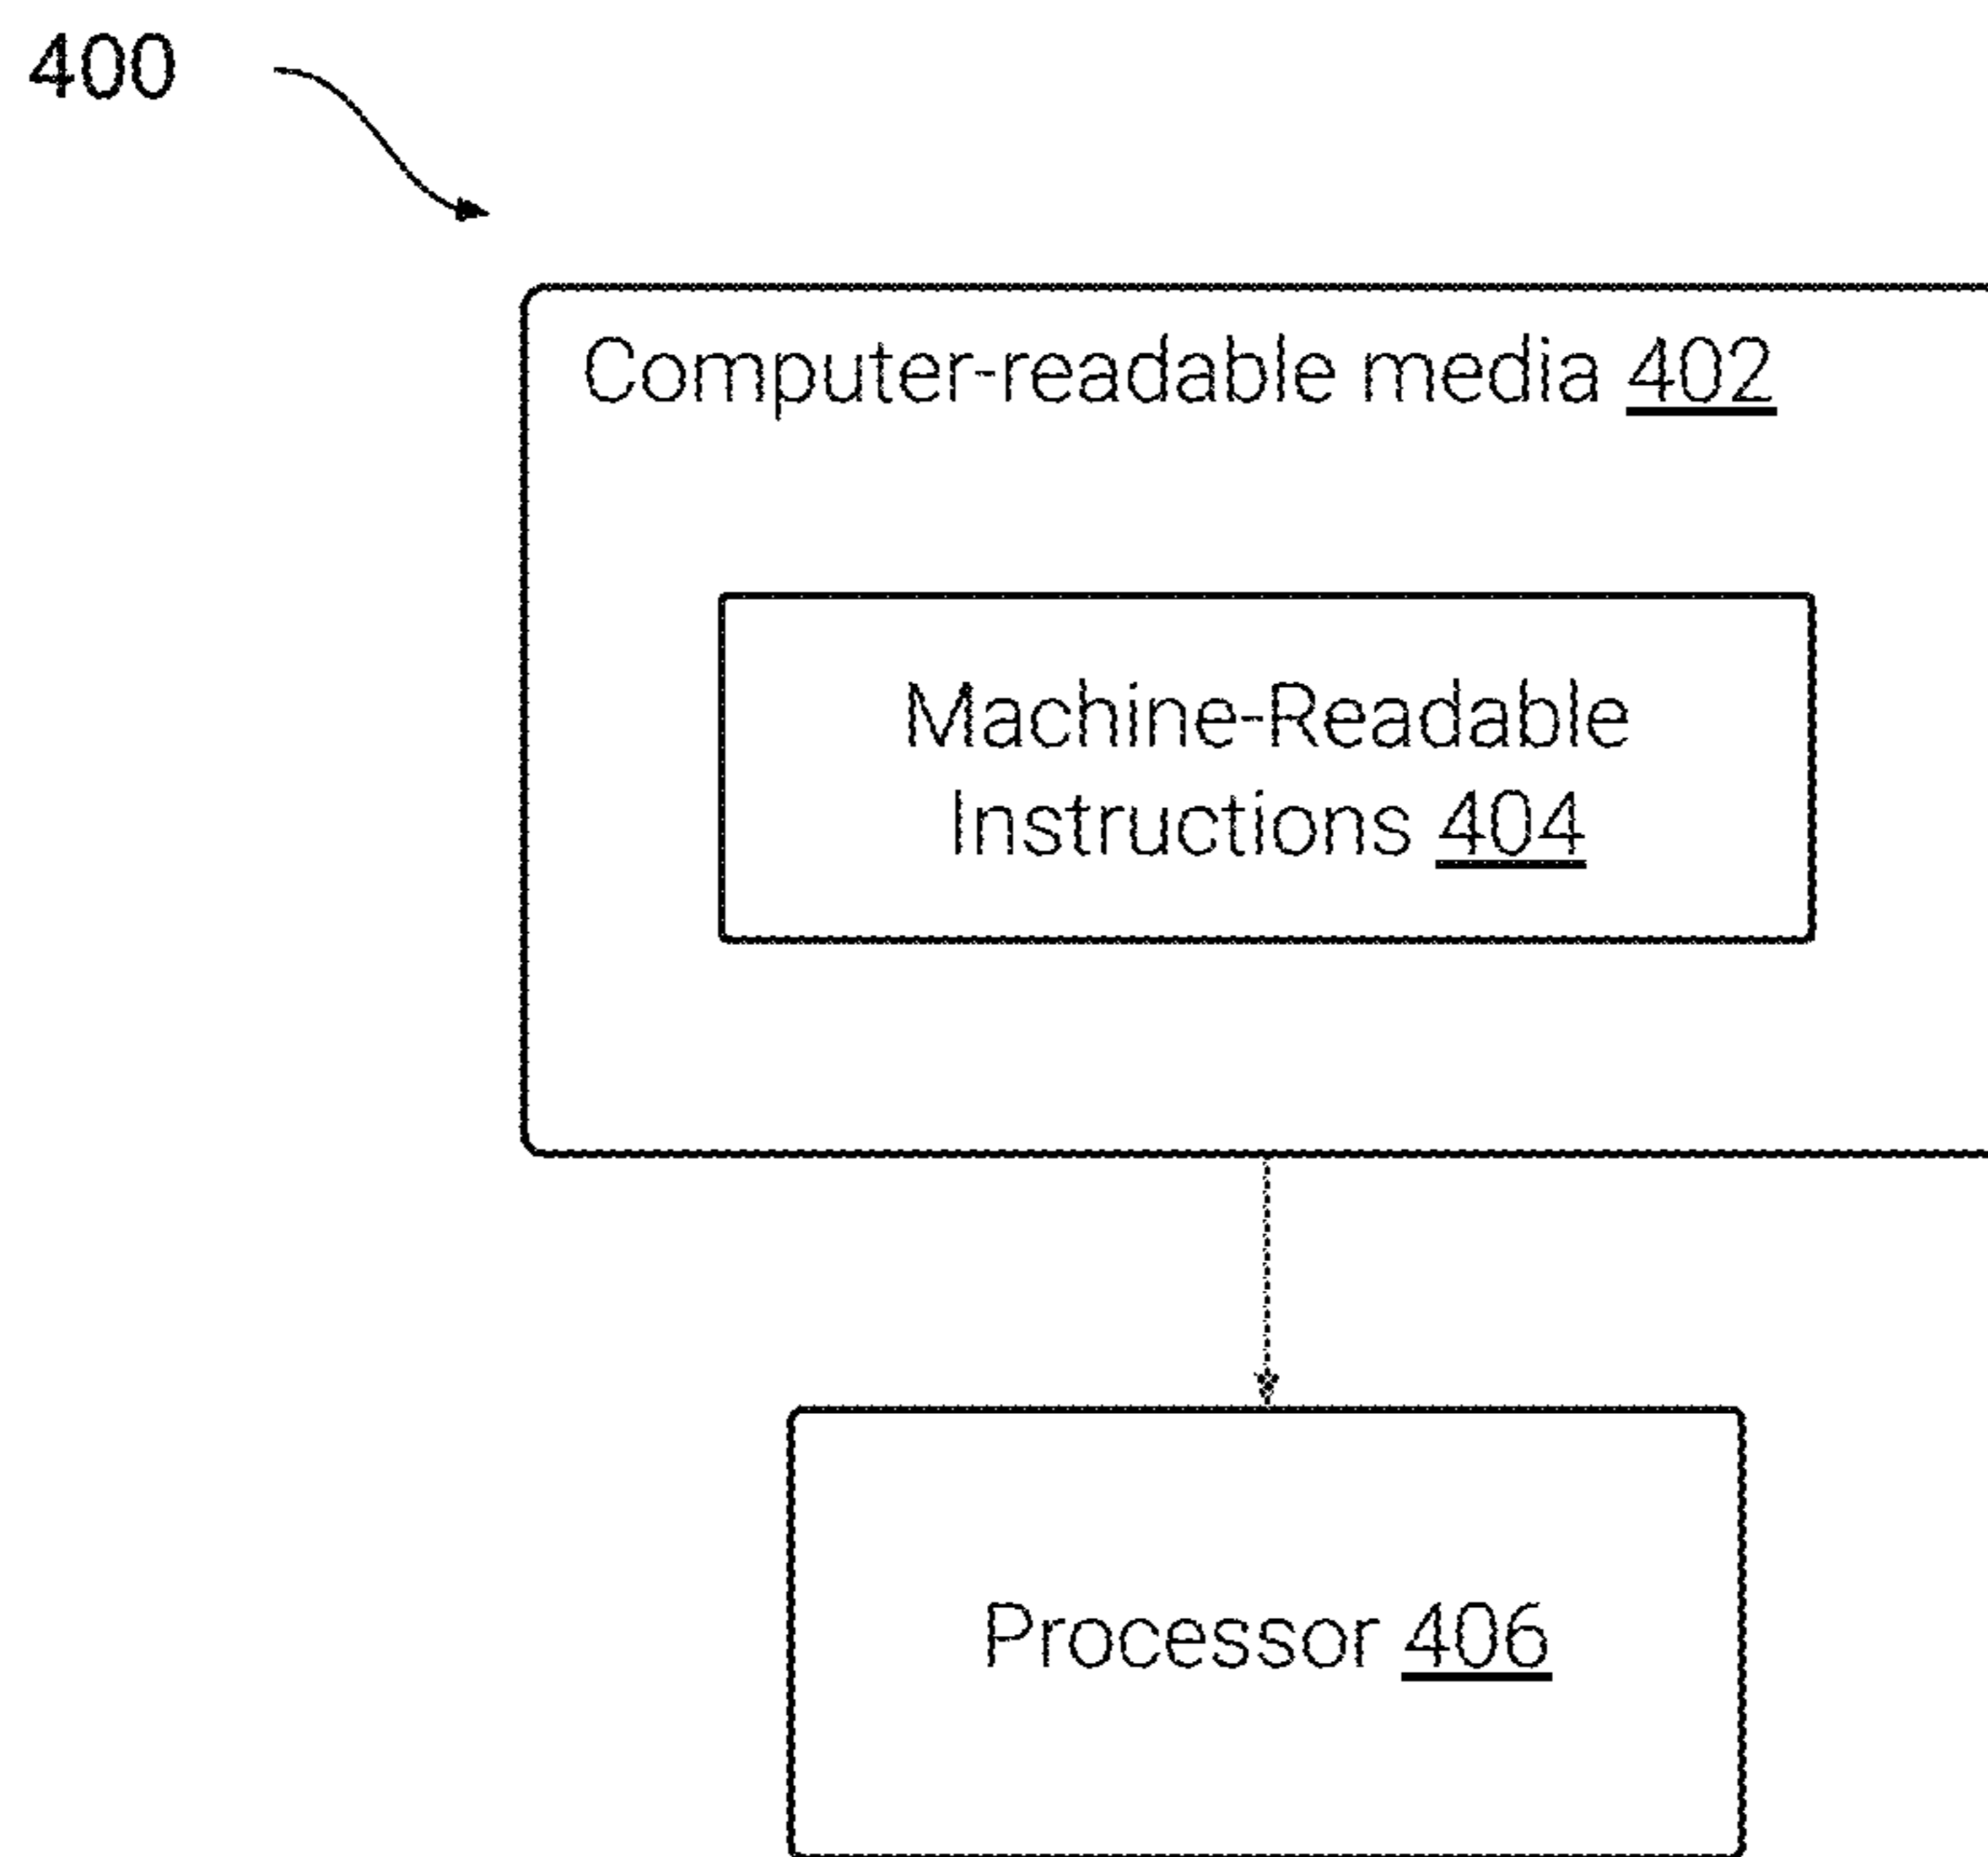 400
Computer-readable media 402
Machine-Readable
Instructions 404
Processor 406